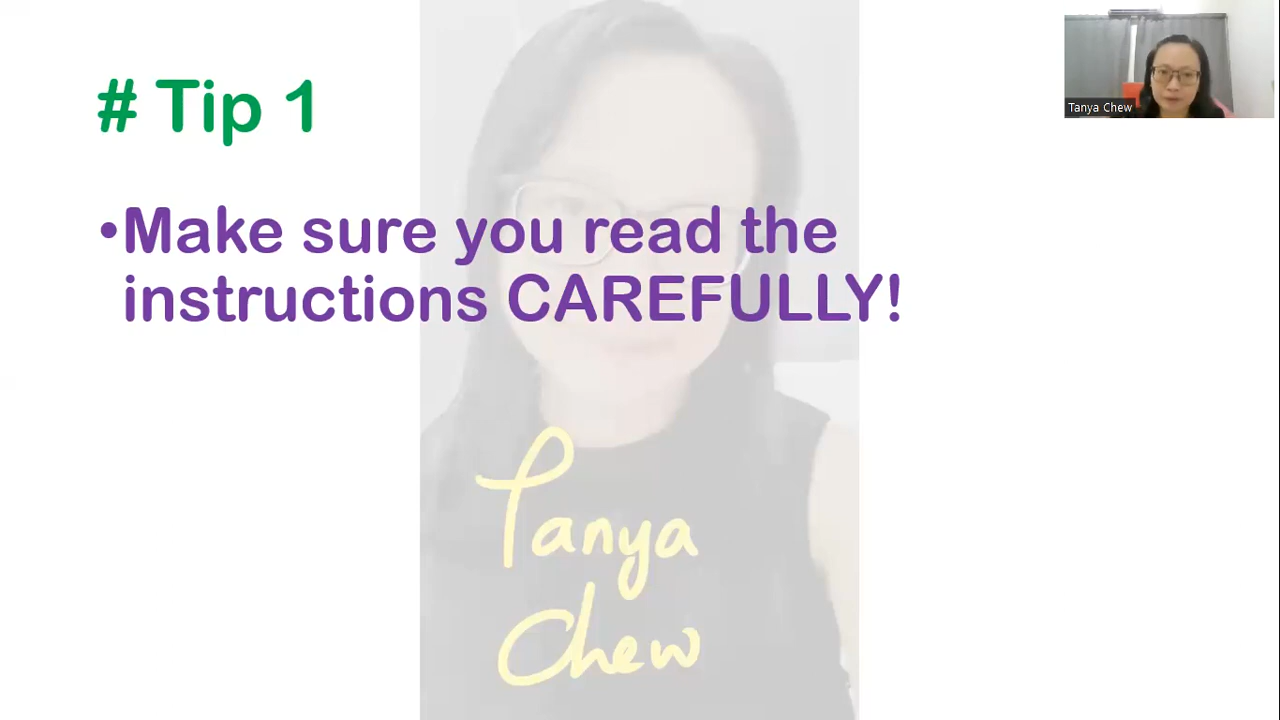 # Tip 1
Tanya Chew
•Make sure you read the
instructions CAREFULLY!
Tanya
Chew